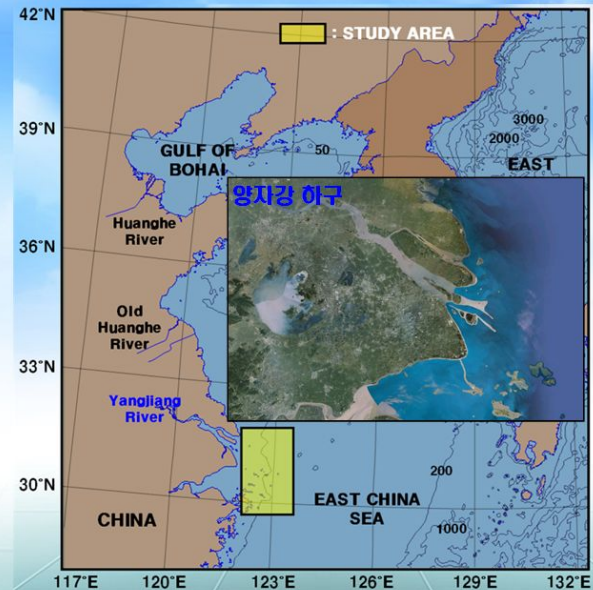 42°N
: STUDY AREA
39°N
GULF OF
BOHAI
50
3000
2000
EAST
양자강 하구
Huanghe
River
36°N
Old
Huanghe
River
33°N
Yangjiang
River
30°N
200
EAST CHINA
SEA
1000
CHINA
117°E
120°E
123°E
126°E
129°E
132°E